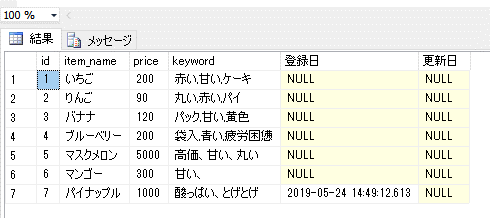 100 %
結果 メッセージ
id item_name price keyword 登録日 更新日
1 1 いちご 200 赤い,甘い,ケーキ NULL NULL
2 2 りんご 90 丸い,赤い,パイ NULL NULL
3 3 バナナ 120 パック,甘い,黄色 NULL NULL
4 4 ブルーベリー 200 袋入,青い,疲労困憊 NULL NULL
5 5 マスクメロン 5000 高価、甘い、丸い NULL NULL
6 6 マンゴー 300 甘い、 NULL NULL
7 7 パイナップル 1000 酸っぱい、とげとげ 2019-05-24 14:49:12.613 NULL